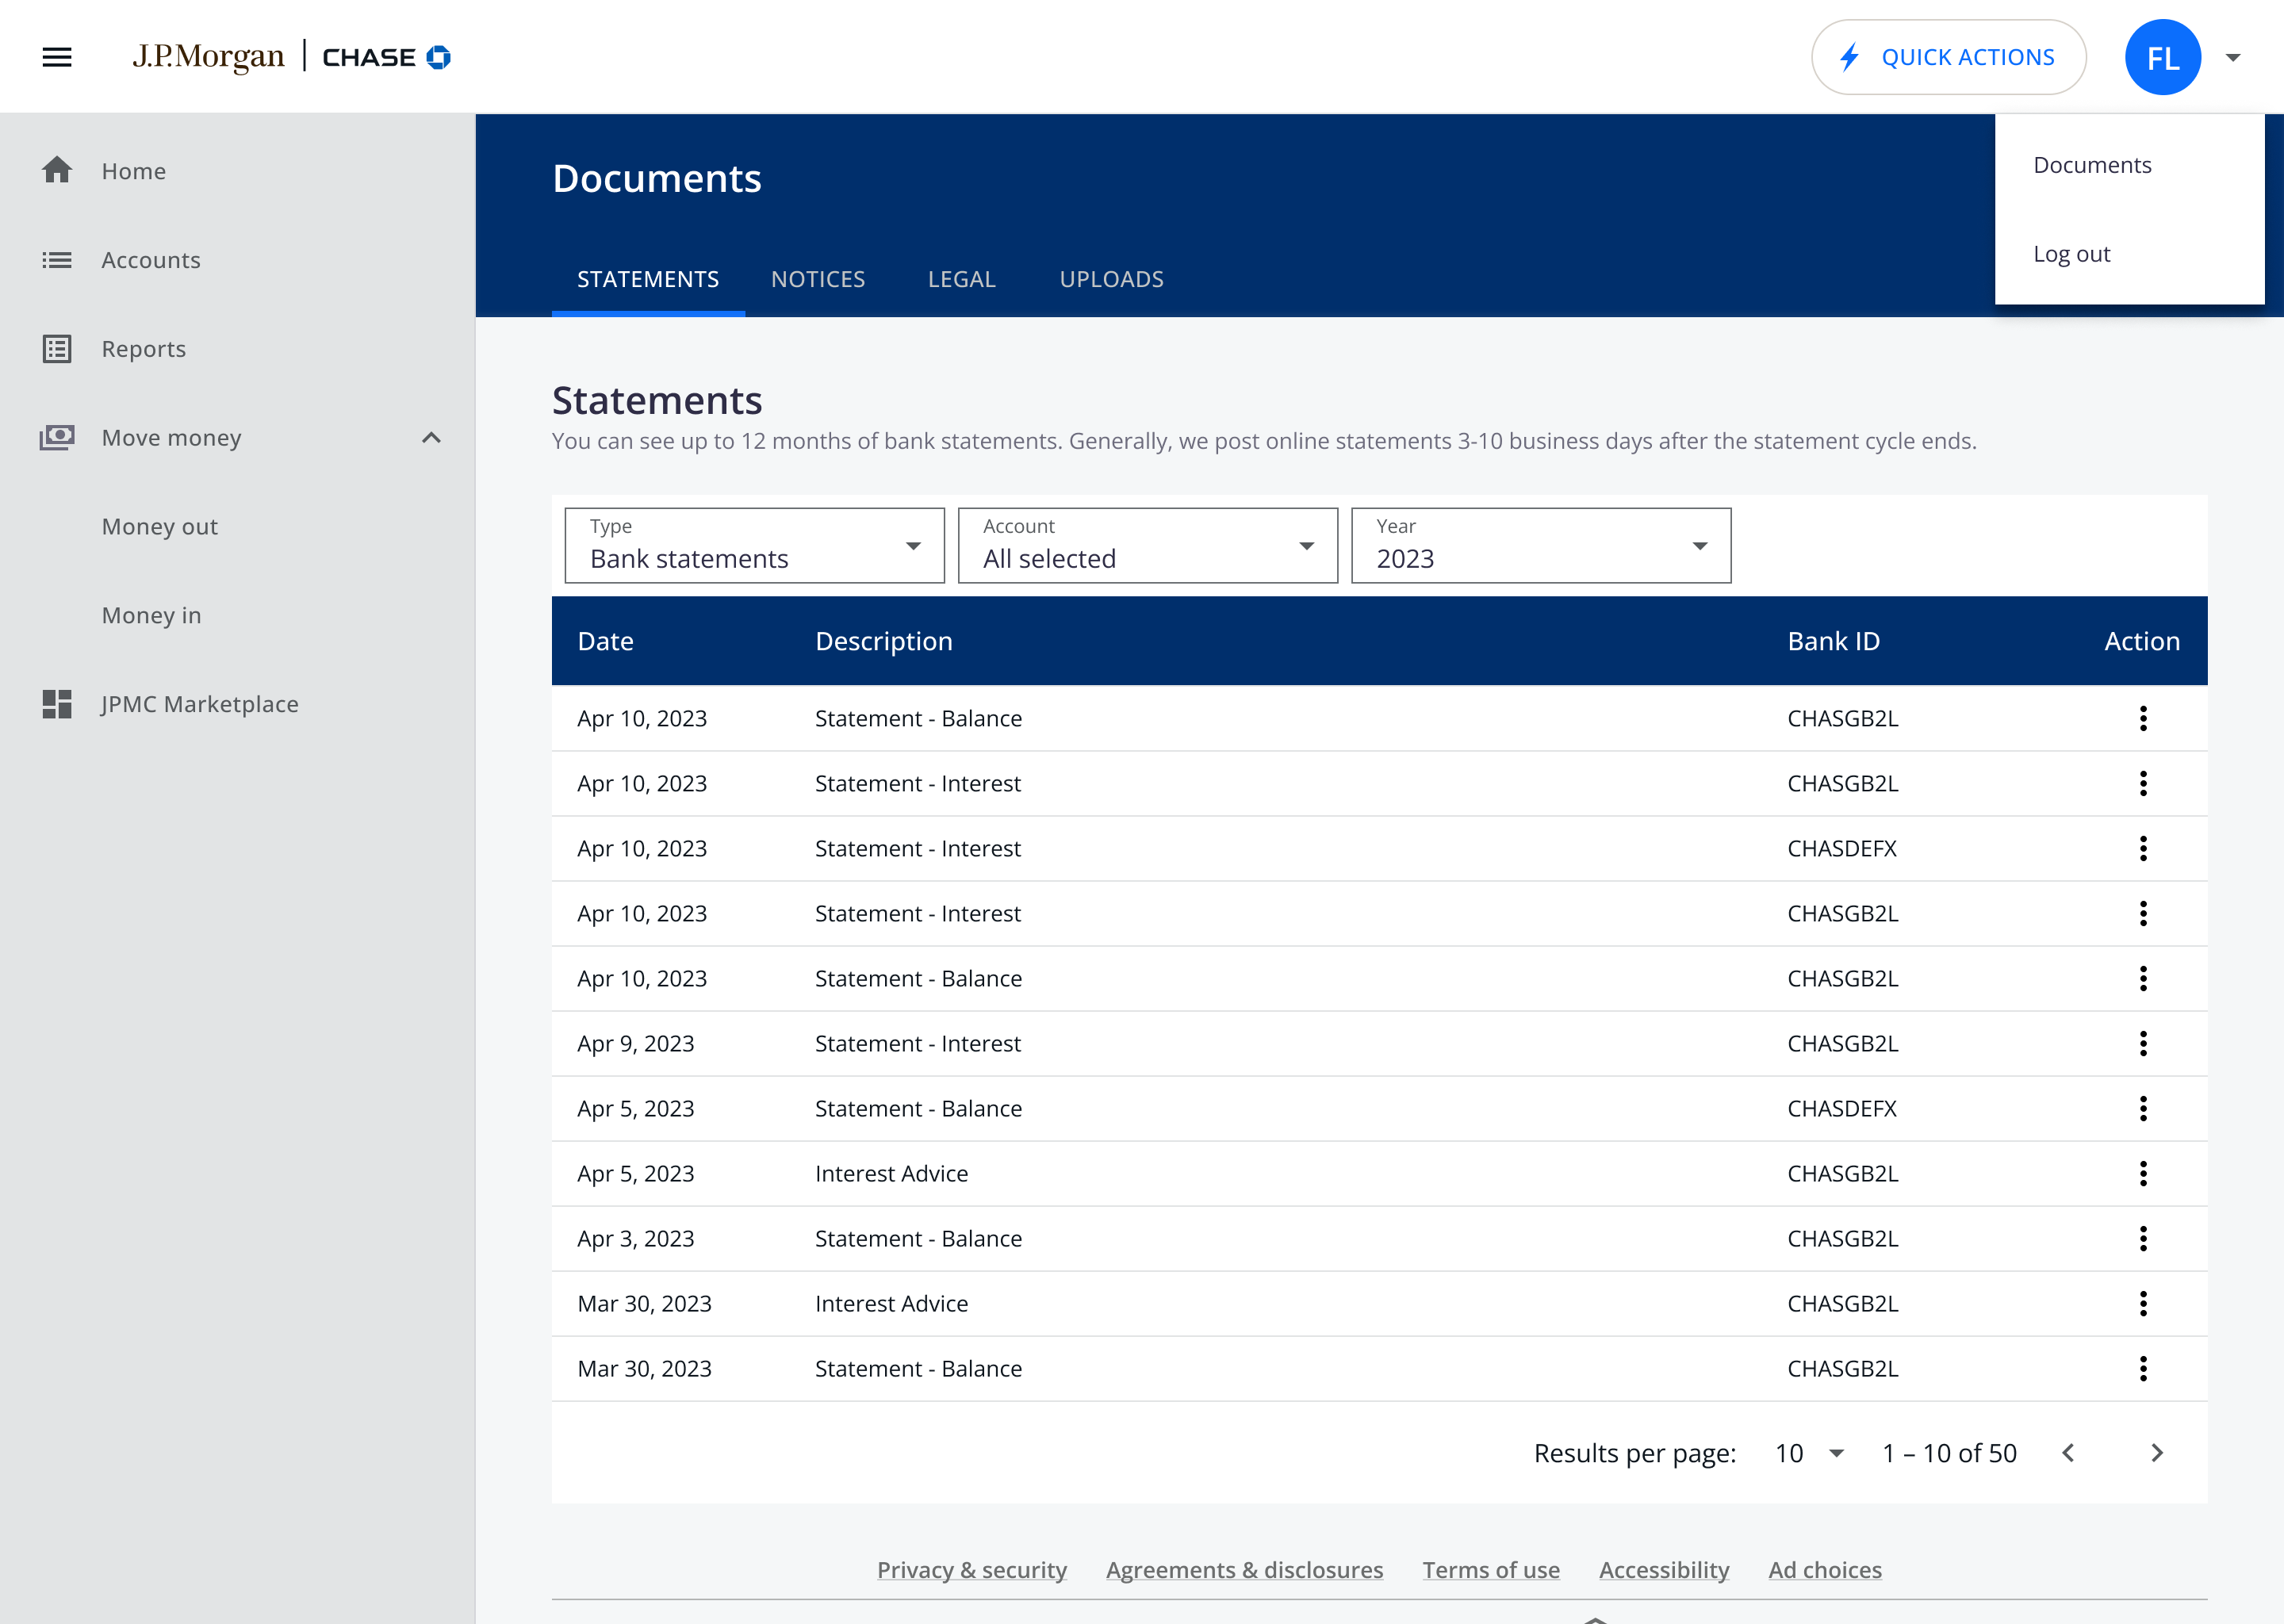 J.P.Morgan | CHASE
QUICK ACTIONS
FL
Documents
Log out
Home
Accounts
Reports
Move money
Money out
Money in
JPMC Marketplace
Documents
STATEMENTS NOTICES LEGAL UPLOADS
Statements
You can see up to 12 months of bank statements. Generally, we post online statements 3-10 business days after the statement cycle ends.
Type Account Year
Bank statements All selected 2023
Date Description Bank ID Action
Apr 10, 2023 Statement - Balance CHASGB2L
Apr 10, 2023 Statement - Interest CHASGB2L
Apr 10, 2023 Statement - Interest CHASDEFX
Apr 10, 2023 Statement - Interest CHASGB2L
Apr 10, 2023 Statement - Balance CHASGB2L
Apr 9, 2023 Statement - Interest CHASGB2L
Apr 5, 2023 Statement - Balance CHASDEFX
Apr 5, 2023 Interest Advice CHASGB2L
Apr 3, 2023 Statement - Balance CHASGB2L
Mar 30, 2023 Interest Advice CHASGB2L
Mar 30, 2023 Statement - Balance CHASGB2L
Results per page: 10 1 – 10 of 50
Privacy & security Agreements & disclosures Terms of use Accessibility Ad choices